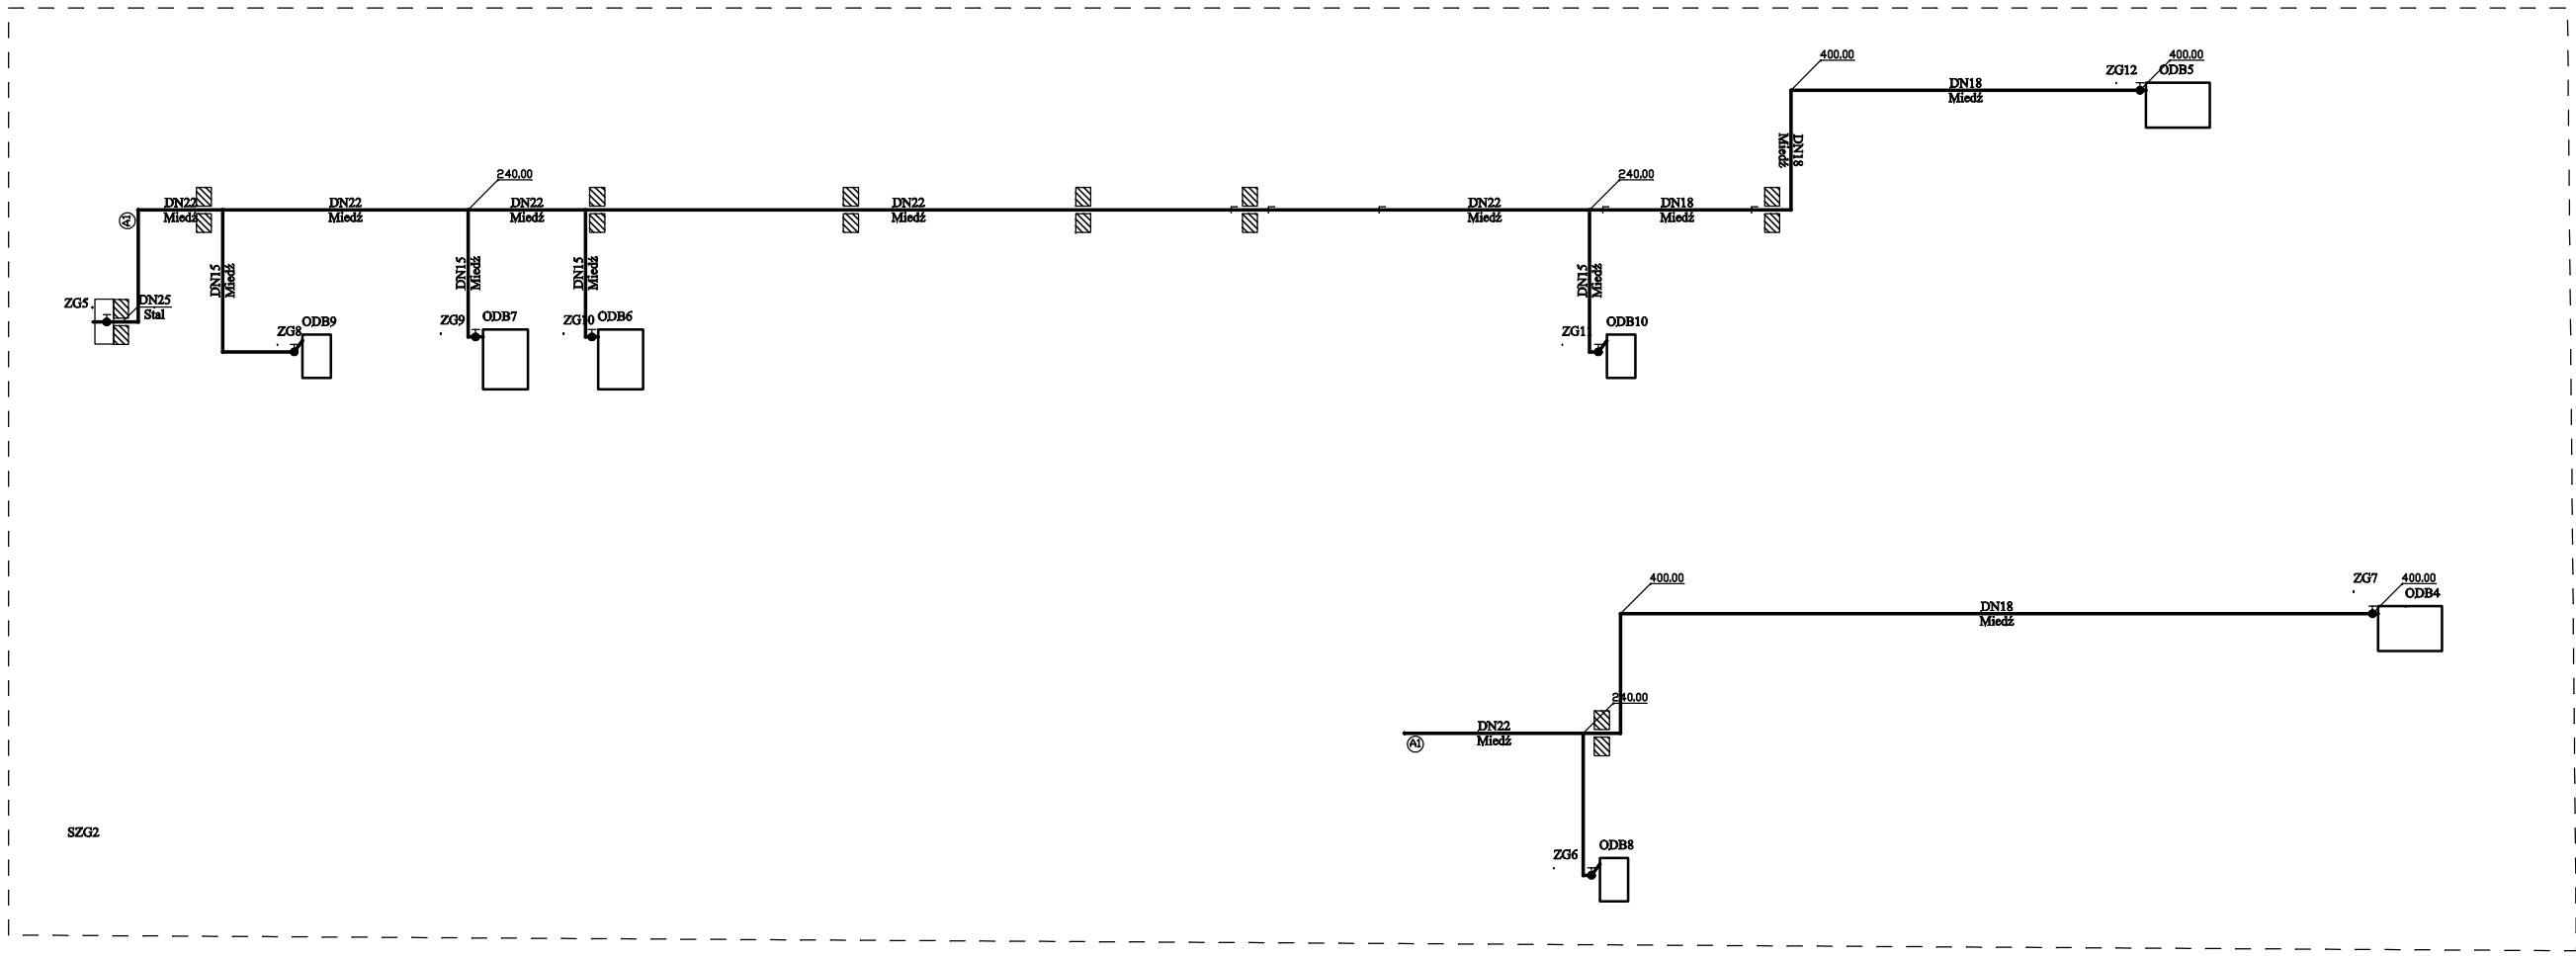 400.00
400.00
ZG12
ODB5
DN18
Miedź
DN18
Miedź
240.00
240.00
DN22
Miedź
DN22
Miedź
DN22
Miedź
DN22
Miedź
DN22
Miedź
DN18
Miedź
A1
DN15
Miedź
DN15
Miedź
DN15
Miedź
DN15
Miedź
ZG5
DN25
Stal
ZG8
ODB9
ZG9
ODB7
ZG10
ODB6
ZG1
ODB10
400.00
ZG7
400.00
ODB4
DN18
Miedź
240.00
DN22
Miedź
A1
SZG2
ZG6
ODB8